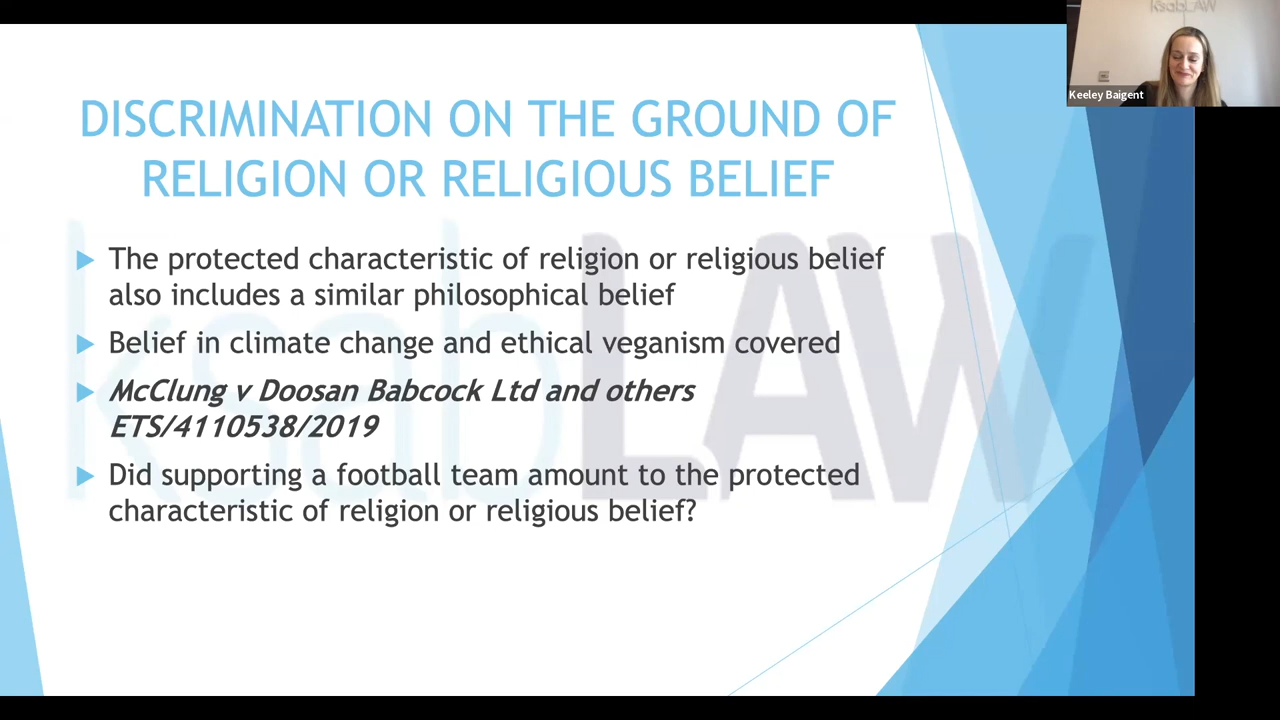 ksabLAW
Keeley Baigent
DISCRIMINATION ON THE GROUND OF
RELIGION OR RELIGIOUS BELIEF
The protected characteristic of religion or religious belief
also includes a similar philosophical belief
Belief in climate change and ethical veganism covered
McClung v Doosan Babcock Ltd and others
ETS/4110538/2019
Did supporting a football team amount to the protected
characteristic of religion or religious belief?
ksabLAW